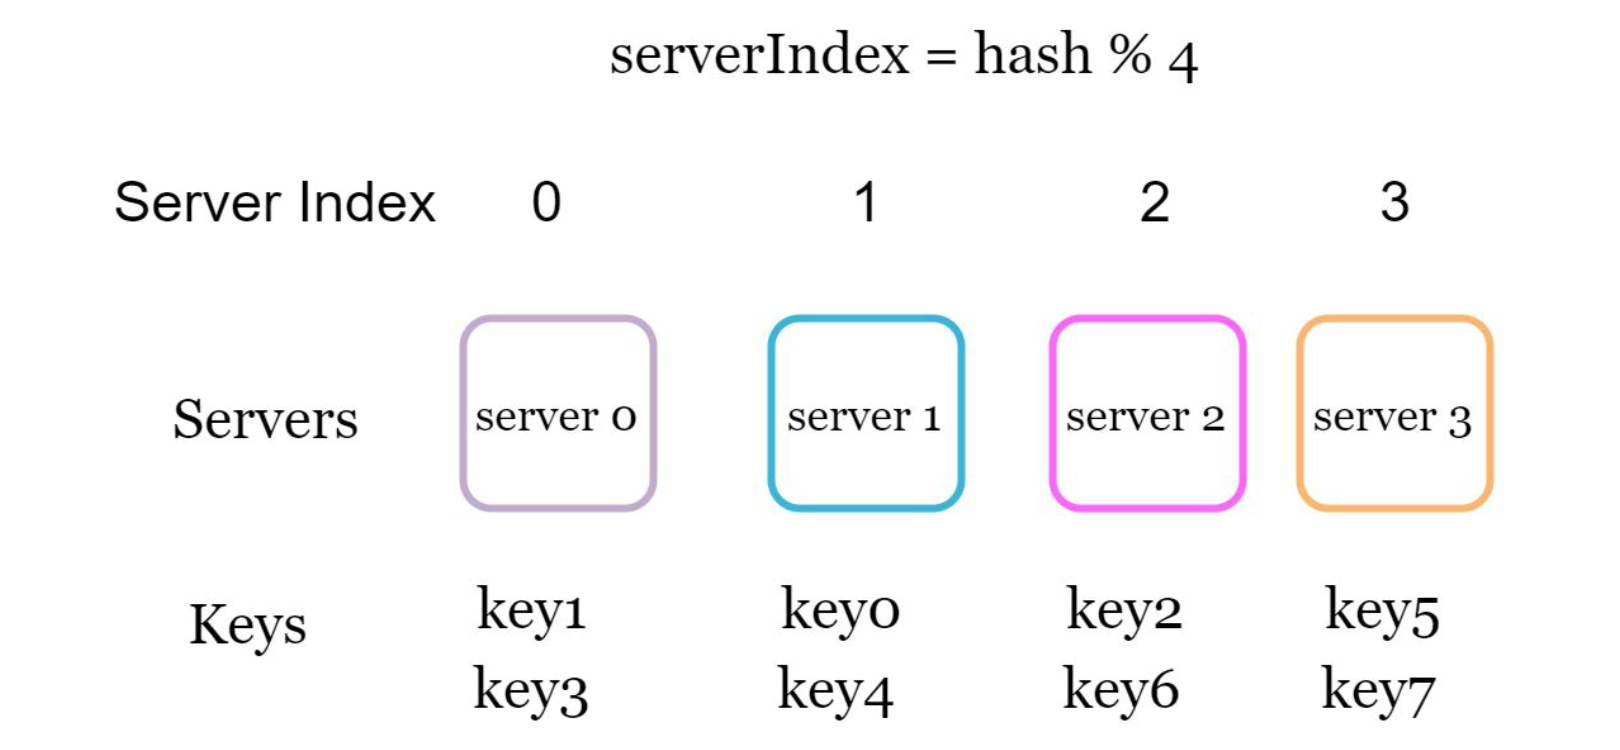 serverIndex = hash % 4
Server Index 0 1 2 3
Servers server 0 server 1 server 2 server 3
Keys key1 key0 key2 key5
key3 key4 key6 key7